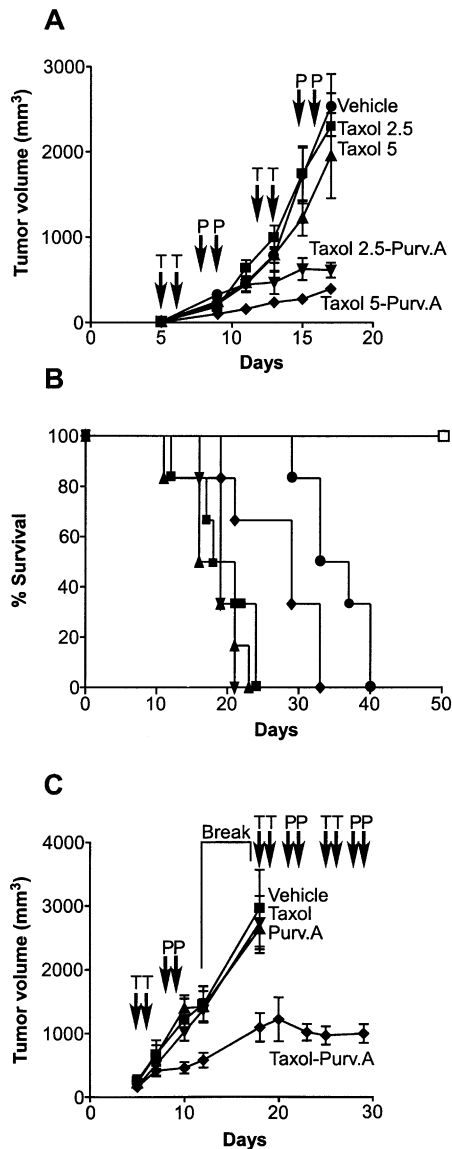 A
3000
2000
1000
0
Tumor volume (mm³)
T T
P P
T T
P P
Vehicle
Taxol 2.5
Taxol 5
Taxol 2.5-Purv.A
Taxol 5-Purv.A
0 5 10 15 20
Days
B
100
80
60
40
20
0
% Survival
0 10 20 30 40 50
Days
C
4000
3000
2000
1000
0
Tumor volume (mm³)
TT
PP
Break
TT PP TT PP
Vehicle
Taxol
Purv.A
Taxol-Purv.A
0 10 20 30
Days